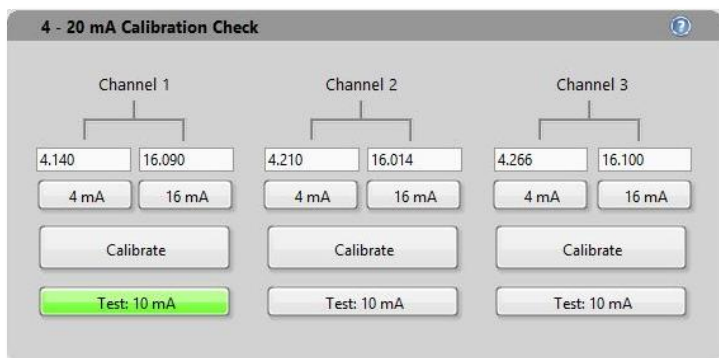 4 - 20 mA Calibration Check
Channel 1 Channel 2 Channel 3
4.140 16.090 4.210 16.014 4.266 16.100
4 mA 16 mA 4 mA 16 mA 4 mA 16 mA
Calibrate Calibrate Calibrate
Test: 10 mA Test: 10 mA Test: 10 mA